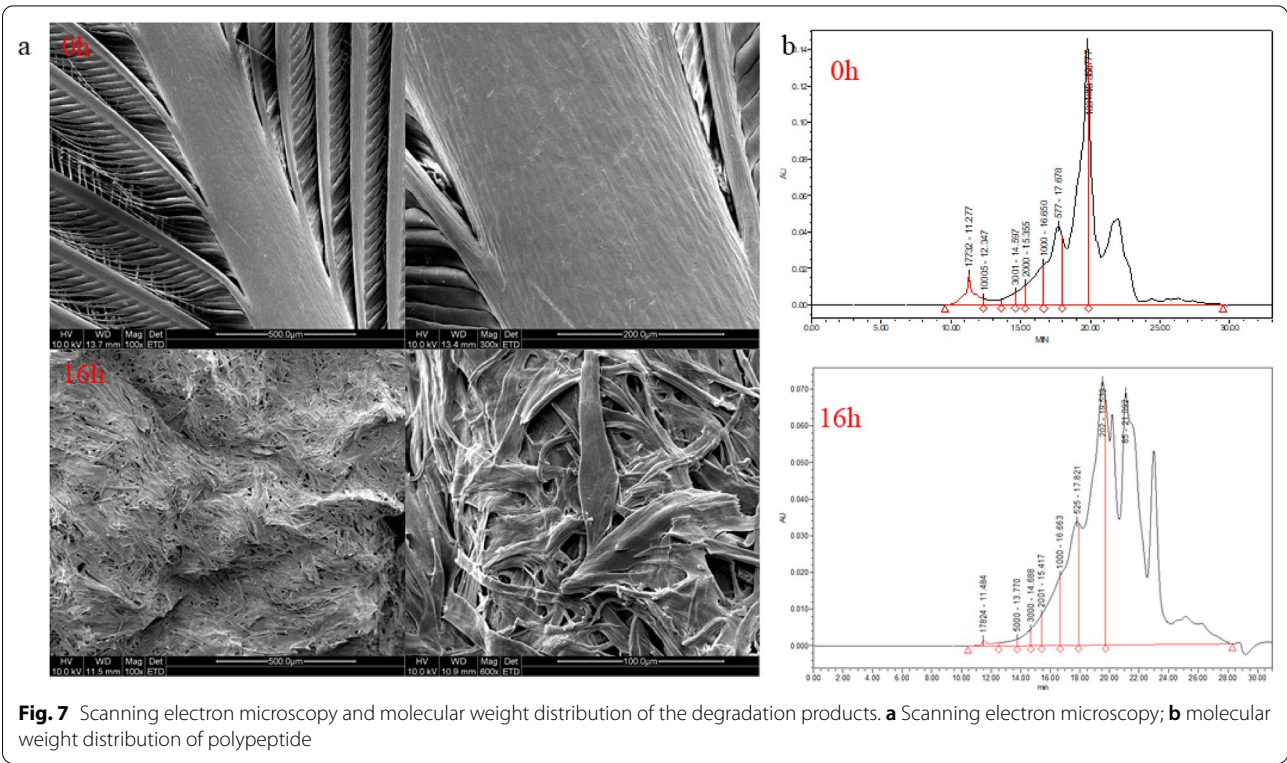 a
0h
HV WD Mag Det 500.0µm
10.0 kV 13.7 mm 100x ETD
HV WD Mag Det 200.0µm
10.0 kV 13.4 mm 300x ETD
16h
HV WD Mag Det 500.0µm
10.0 kV 11.5 mm 100x ETD
HV WD Mag Det 100.0µm
10.0 kV 10.9 mm 600x ETD
b
0h
0.14
0.12
0.10
0.08
0.06
0.04
0.02
0.00
AU
17732 - 11.277
10005 - 12.347
3001 - 14.597
2000 - 15.355
1000 - 16.650
577 - 17.678
0.00 5.00 10.00 15.00 20.00 25.00 30.00
MIN
16h
0.070
0.060
0.050
0.040
0.030
0.020
0.010
0.000
AU
17824 - 11.484
5000 - 13.770
3000 - 14.688
2001 - 15.417
1000 - 16.663
525 - 17.821
202 - 19.539
85 - 21.092
0.00 2.00 4.00 6.00 8.00 10.00 12.00 14.00 16.00 18.00 20.00 22.00 24.00 26.00 28.00 30.00
min
Fig. 7 Scanning electron microscopy and molecular weight distribution of the degradation products. a Scanning electron microscopy; b molecular
weight distribution of polypeptide